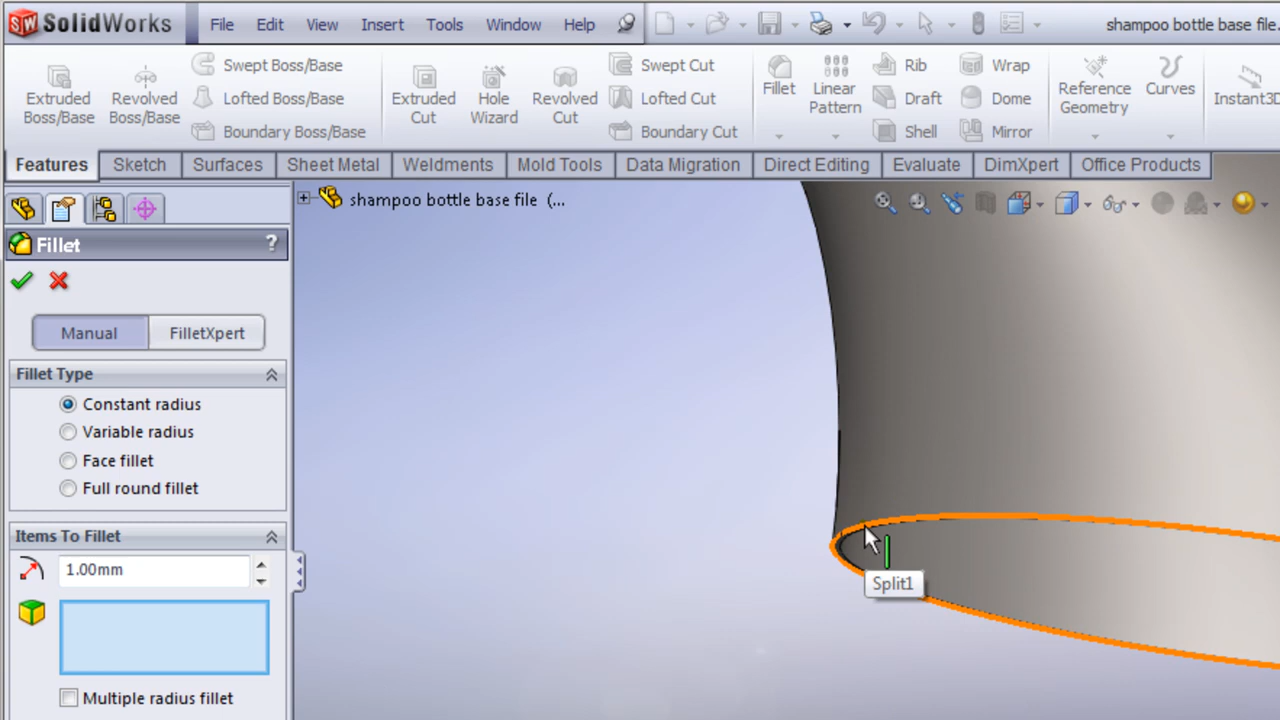 SolidWorks File Edit View Insert Tools Window Help shampoo bottle base file.
Extruded Boss/Base
Revolved Boss/Base
Swept Boss/Base
Lofted Boss/Base
Boundary Boss/Base
Extruded Cut
Hole Wizard
Revolved Cut
Swept Cut
Lofted Cut
Boundary Cut
Fillet
Linear Pattern
Rib
Draft
Shell
Wrap
Dome
Mirror
Reference Geometry
Curves
Instant3D
Features Sketch Surfaces Sheet Metal Weldments Mold Tools Data Migration Direct Editing Evaluate DimXpert Office Products
shampoo bottle base file (...
Fillet ?
Manual FilletXpert
Fillet Type
Constant radius
Variable radius
Face fillet
Full round fillet
Items To Fillet
1.00mm
Split1
Multiple radius fillet